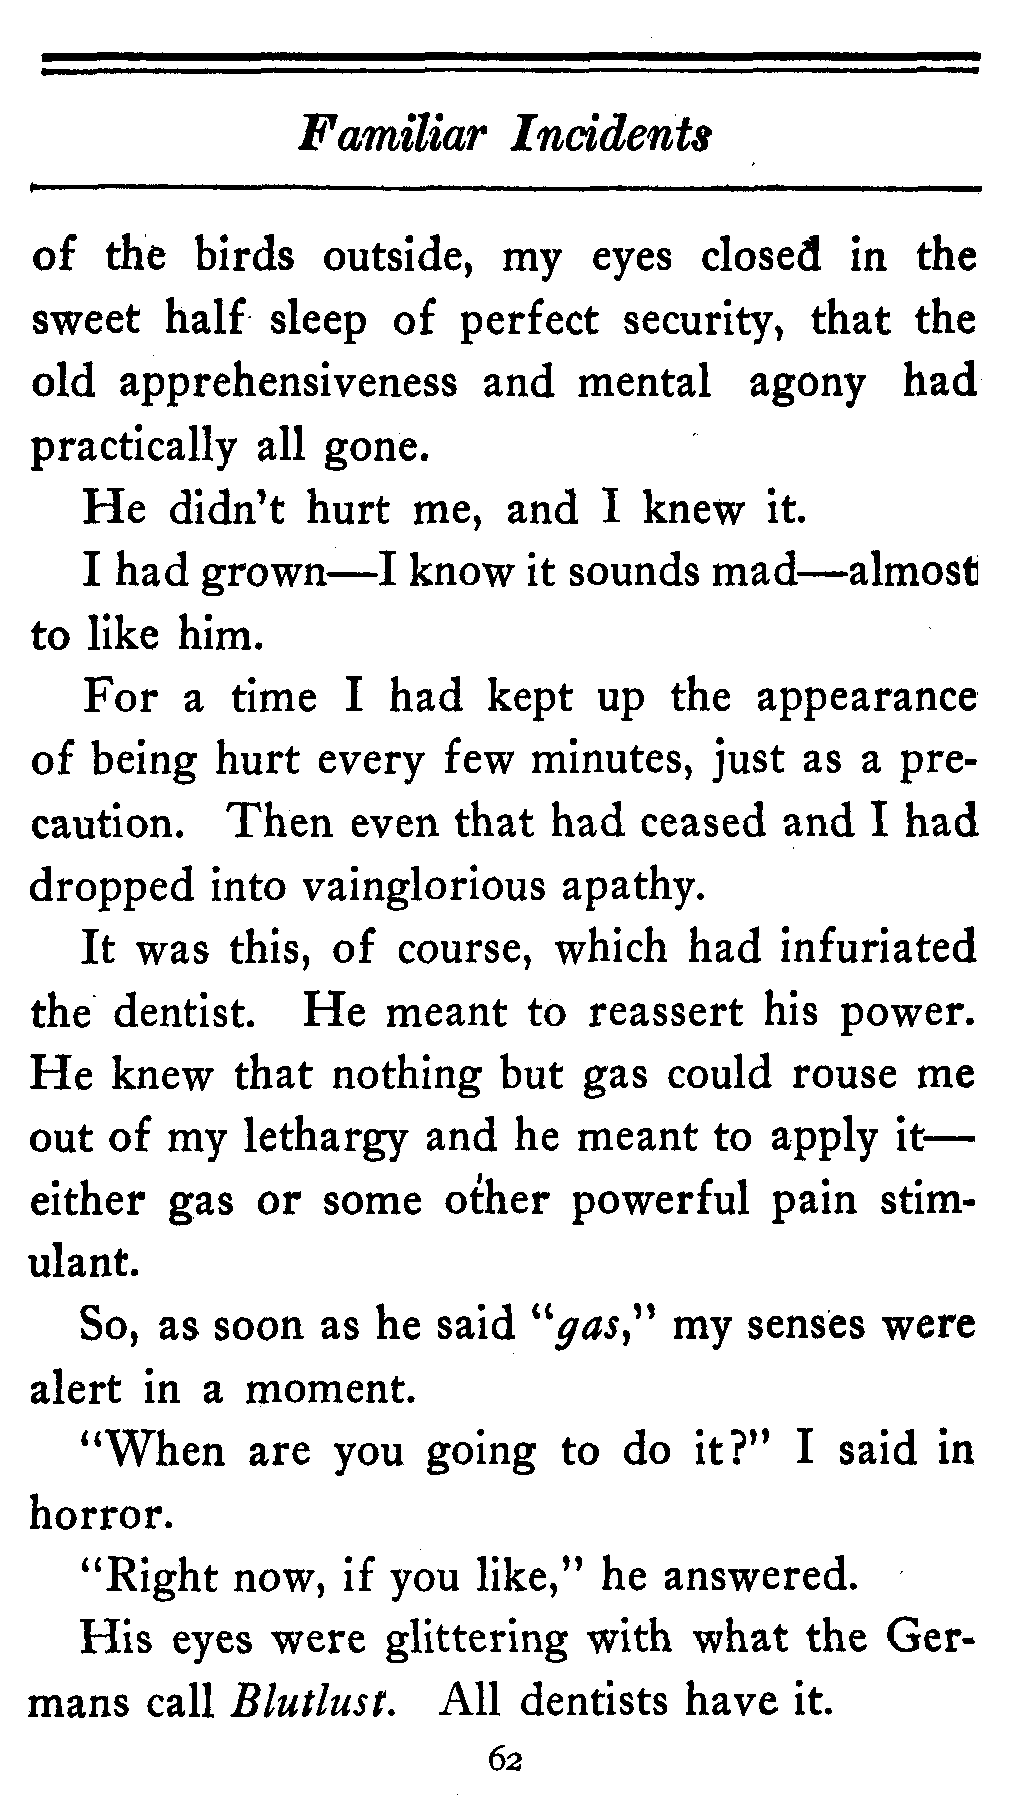 Familiar Incidents
of the birds outside, my eyes closed in the
sweet half sleep of perfect security, that the
old apprehensiveness and mental agony had
practically all gone.
He didn't hurt me, and I knew it.
I had grown—I know it sounds mad—almost
to like him.
For a time I had kept up the appearance
of being hurt every few minutes, just as a pre-
caution. Then even that had ceased and I had
dropped into vainglorious apathy.
It was this, of course, which had infuriated
the dentist. He meant to reassert his power.
He knew that nothing but gas could rouse me
out of my lethargy and he meant to apply it—
either gas or some other powerful pain stim-
ulant.
So, as soon as he said "gas," my senses were
alert in a moment.
"When are you going to do it?" I said in
horror.
"Right now, if you like," he answered.
His eyes were glittering with what the Ger-
mans call Blutlust. All dentists have it.
62